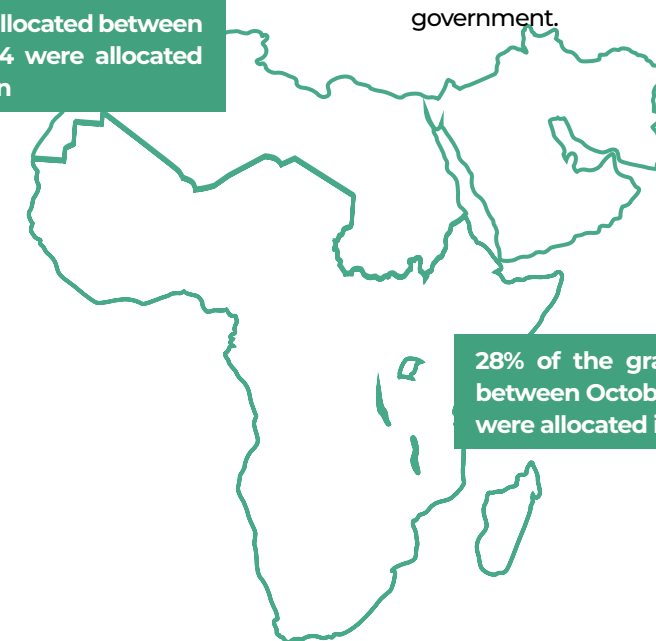 government.
llocated between
4 were allocated
n
28% of the gra
between Octob
were allocated i